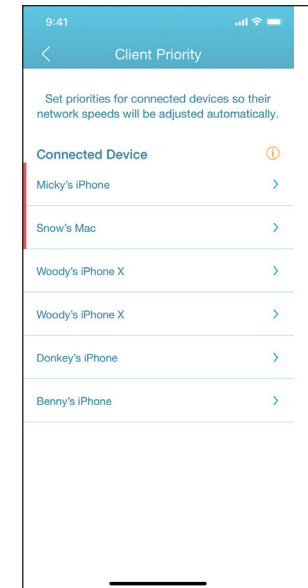 9:41
Client Priority
Set priorities for connected devices so their
network speeds will be adjusted automatically.
Connected Device
Micky's iPhone
Snow's Mac
Woody's iPhone X
Woody's iPhone X
Donkey's iPhone
Benny's iPhone